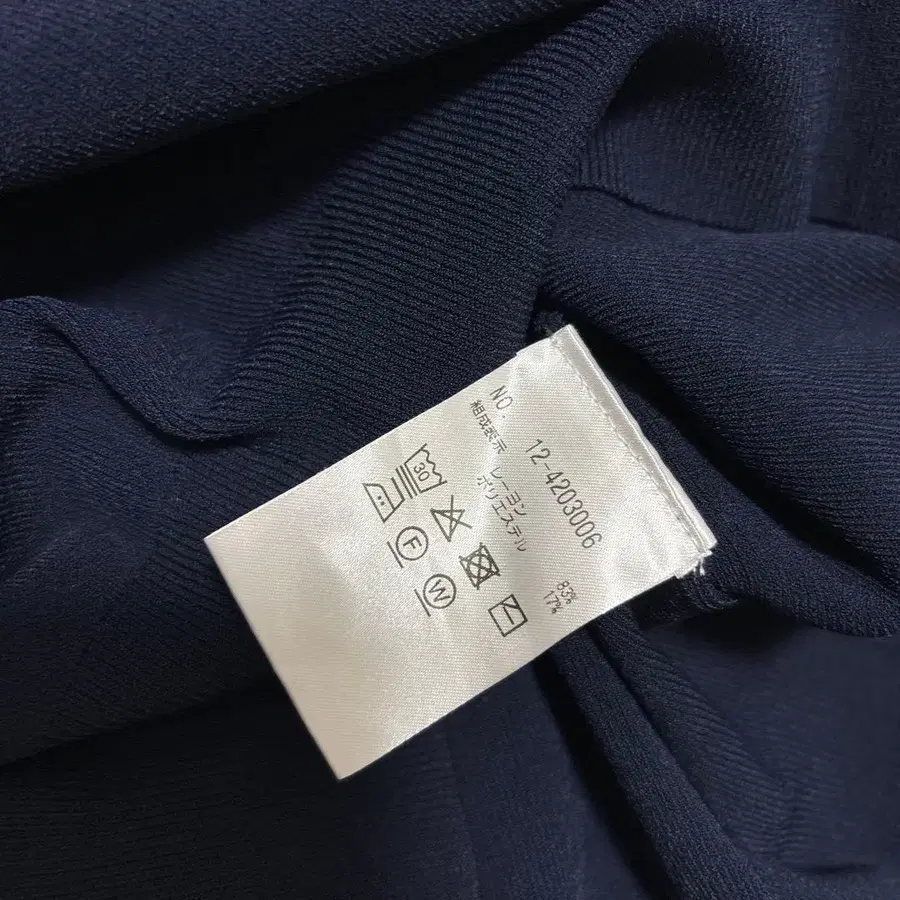 NO. 12-4203006
組成表示 レーヨン 83%
ポリエステル 17%
30
F
W